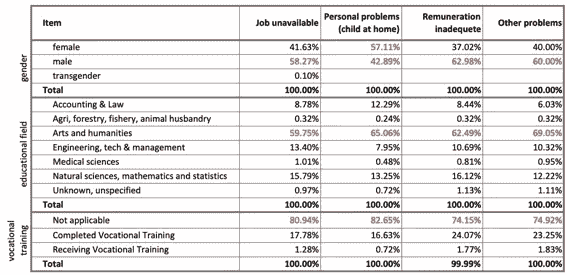 Item Job unavailable Personal problems (child at home) Remuneration inadequete Other problems
gender
female 41.63% 57.11% 37.02% 40.00%
male 58.27% 42.89% 62.98% 60.00%
transgender 0.10%
Total 100.00% 100.00% 100.00% 100.00%
educational field
Accounting & Law 8.78% 12.29% 8.44% 6.03%
Agri, forestry, fishery, animal husbandry 0.32% 0.24% 0.32% 0.32%
Arts and humanities 59.75% 65.06% 62.49% 69.05%
Engineering, tech & management 13.40% 7.95% 10.69% 10.32%
Medical sciences 1.01% 0.48% 0.81% 0.95%
Natural sciences, mathematics and statistics 15.79% 13.25% 16.12% 12.22%
Unknown, unspecified 0.97% 0.72% 1.13% 1.11%
Total 100.00% 100.00% 100.00% 100.00%
vocational training
Not applicable 80.94% 82.65% 74.15% 74.92%
Completed Vocational Training 17.78% 16.63% 24.07% 23.25%
Receiving Vocational Training 1.28% 0.72% 1.77% 1.83%
Total 100.00% 100.00% 99.99% 100.00%